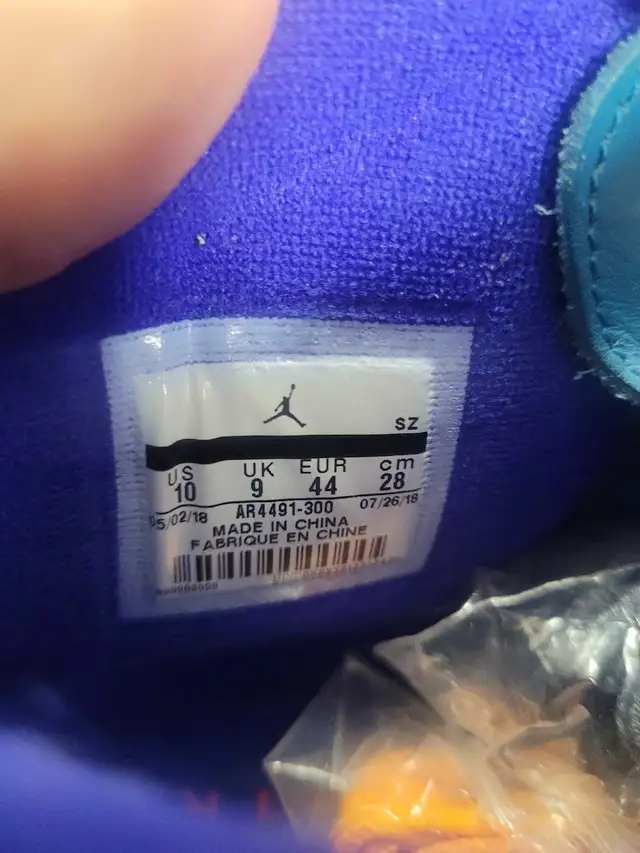 SZ
US UK EUR cm
10 9 44 28
05/02/18 AR4491-300 07/26/18
MADE IN CHINA
FABRIQUE EN CHINE